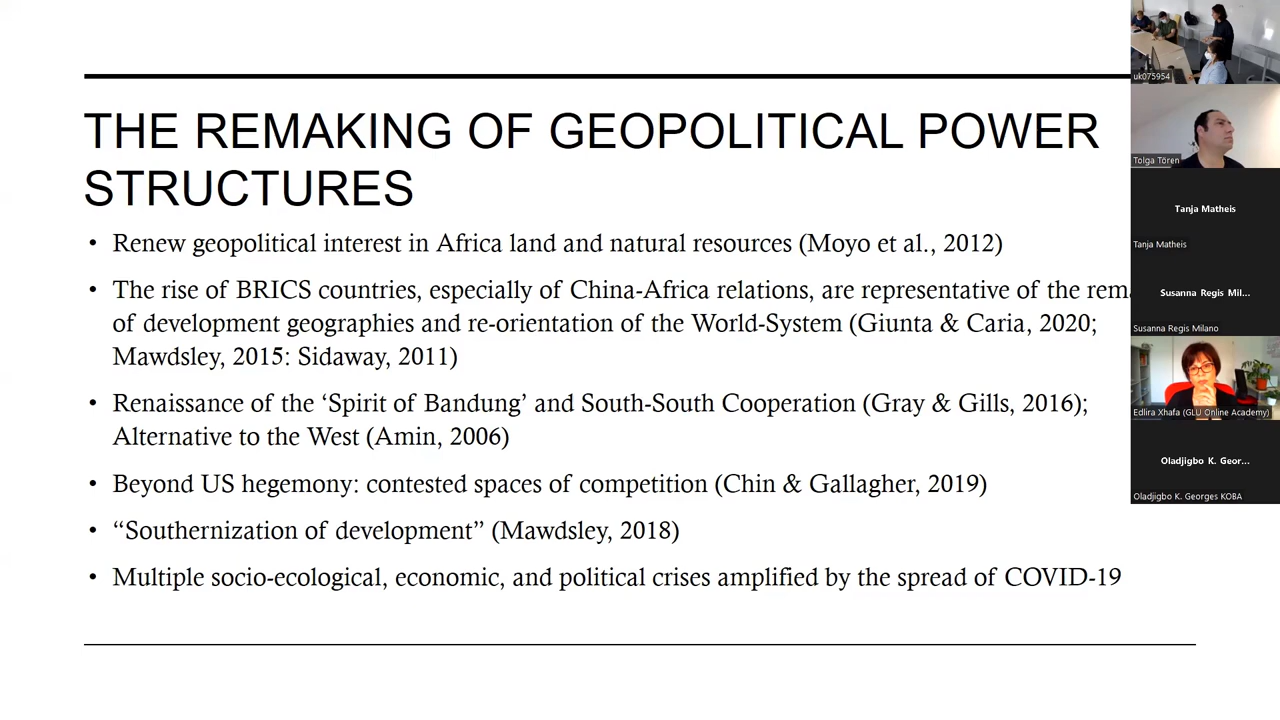 THE REMAKING OF GEOPOLITICAL POWER
STRUCTURES
• Renew geopolitical interest in Africa land and natural resources (Moyo et al., 2012)
• The rise of BRICS countries, especially of China-Africa relations, are representative of the
of development geographies and re-orientation of the World-System (Giunta & Caria, 2020;
Mawdsley, 2015: Sidaway, 2011)
• Renaissance of the ‘Spirit of Bandung’ and South-South Cooperation (Gray & Gills, 2016);
Alternative to the West (Amin, 2006)
• Beyond US hegemony: contested spaces of competition (Chin & Gallagher, 2019)
• “Southernization of development” (Mawdsley, 2018)
• Multiple socio-ecological, economic, and political crises amplified by the spread of COVID-19
uk075954
Tolga Tören
Tanja Matheis
Tanja Matheis
Susanna Regis Mil...
Susanna Regis Milano
Edlira Xhafa (GLU Online Academy)
Oladjigbo K. Geor...
Oladjigbo K. Georges KOBA